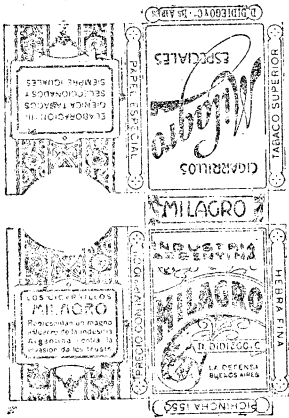 D. DIDIEGO Y Cª - Bs AIRES
ELABORACION HI-
GIENICA TABACOS
SELECCIONADOS Y
SIEMPRE IGUALES
PAPEL ESPECIAL
CIGARRILLOS
Milagro
ESPECIALES
TABACO SUPERIOR
MILAGRO
LOS CIGARRILLOS
MILAGRO
Representan un magno
esfuerzo de la industria
Argentina contra la
invasion de los trusts
INDUSTRIA
ARGENTINA
MILAGRO
D. DIDIEGO & C.
LA DEFENSA
BUENOS AIRES
HEBRA FINA
PICHINCHA